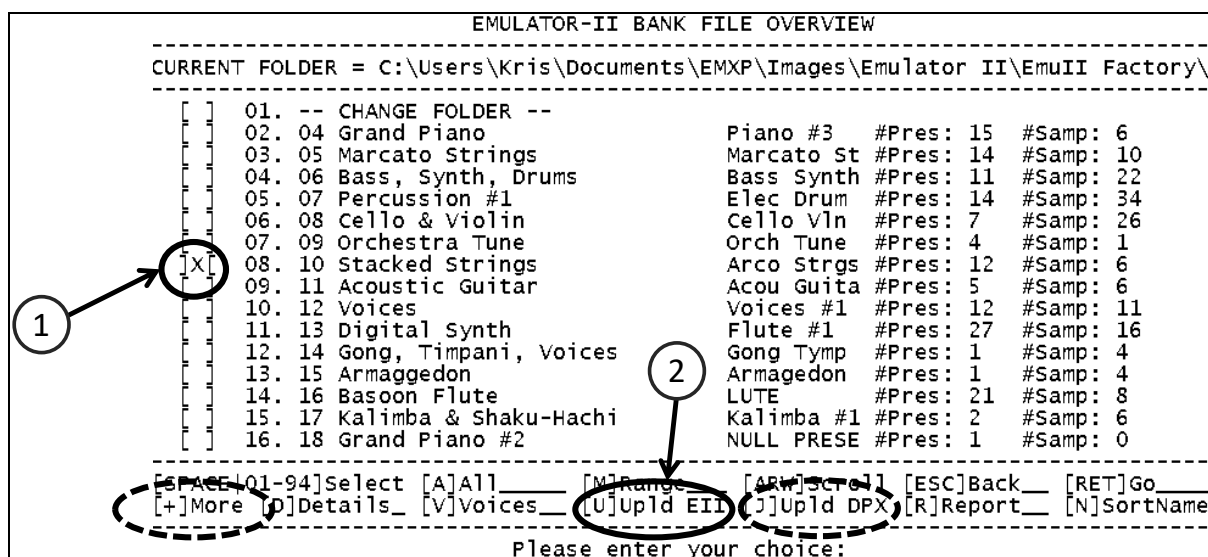 EMULATOR-II BANK FILE OVERVIEW
CURRENT FOLDER = C:\Users\Kris\Documents\EMXP\Images\Emulator II\EmuII Factory\
[ ] 01. -- CHANGE FOLDER --
[ ] 02. 04 Grand Piano Piano #3 #Pres: 15 #Samp: 6
[ ] 03. 05 Marcato Strings Marcato St #Pres: 14 #Samp: 10
[ ] 04. 06 Bass, Synth, Drums Bass Synth #Pres: 11 #Samp: 22
[ ] 05. 07 Percussion #1 Elec Drum #Pres: 14 #Samp: 34
[ ] 06. 08 Cello & Violin Cello Vln #Pres: 7 #Samp: 26
[ ] 07. 09 Orchestra Tune Orch Tune #Pres: 4 #Samp: 1
]X[ 08. 10 Stacked Strings Arco Strgs #Pres: 12 #Samp: 6
[ ] 09. 11 Acoustic Guitar Acou Guita #Pres: 5 #Samp: 6
1
[ ] 10. 12 Voices Voices #1 #Pres: 12 #Samp: 11
[ ] 11. 13 Digital Synth Flute #1 #Pres: 27 #Samp: 16
[ ] 12. 14 Gong, Timpani, Voices Gong Tymp #Pres: 1 #Samp: 4
2
[ ] 13. 15 Armaggedon Armagedon #Pres: 1 #Samp: 4
[ ] 14. 16 Basoon Flute LUTE #Pres: 21 #Samp: 8
[ ] 15. 17 Kalimba & Shaku-Hachi Kalimba #1 #Pres: 2 #Samp: 6
[ ] 16. 18 Grand Piano #2 NULL PRESE #Pres: 1 #Samp: 0
[SPACE|01-94]Select [A]All_____ [M]Range___ [ARW]Scroll [ESC]Back__ [RET]Go____
[+]More [D]Details_ [V]Voices__ [U]Upld EII [J]Upld DPX [R]Report__ [N]SortName
Please enter your choice: